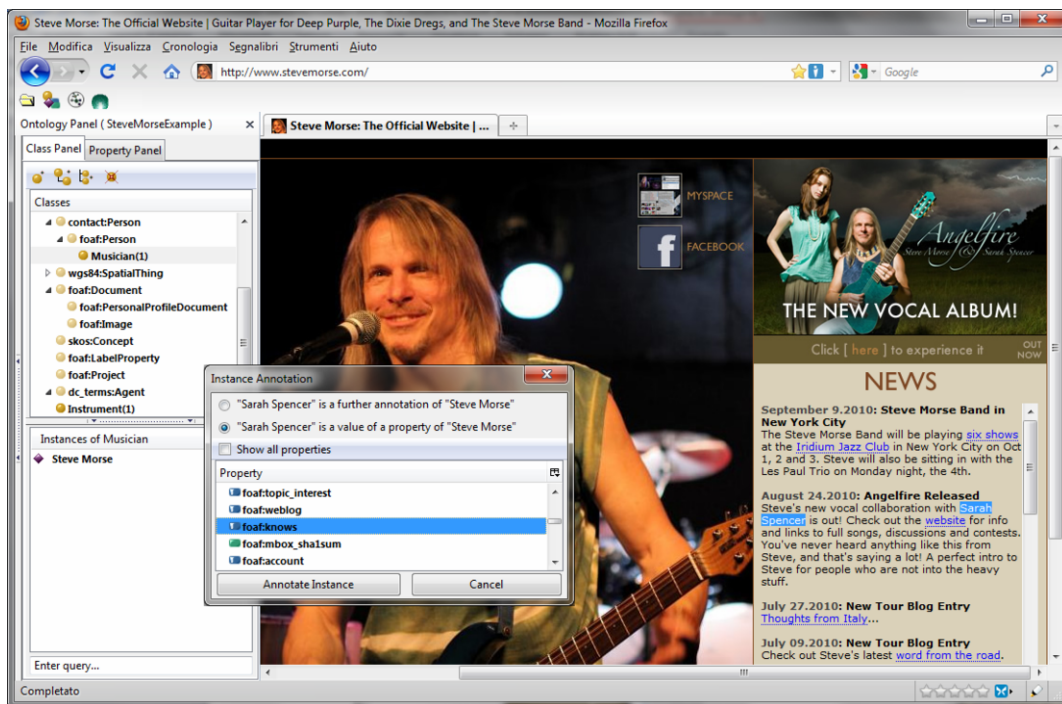 Steve Morse: The Official Website | Guitar Player for Deep Purple, The Dixie Dregs, and The Steve Morse Band - Mozilla Firefox
File Modifica Visualizza Cronologia Segnalibri Strumenti Aiuto
http://www.stevemorse.com/
Google
Ontology Panel ( SteveMorseExample )
Steve Morse: The Official Website | ...
Class Panel Property Panel
Classes
contact:Person
foaf:Person
Musician(1)
wgs84:SpatialThing
foaf:Document
foaf:PersonalProfileDocument
foaf:Image
skos:Concept
foaf:LabelProperty
foaf:Project
dc_terms:Agent
Instrument(1)
Instances of Musician
Steve Morse
Enter query...
Completato
Instance Annotation
"Sarah Spencer" is a further annotation of "Steve Morse"
"Sarah Spencer" is a value of a property of "Steve Morse"
Show all properties
Property
foaf:topic_interest
foaf:weblog
foaf:knows
foaf:mbox_sha1sum
foaf:account
Annotate Instance Cancel
MYSPACE
FACEBOOK
Angelfire
Steve Morse & Sarah Spencer
THE NEW VOCAL ALBUM!
Click [ here ] to experience it
OUT
NOW
NEWS
September 9.2010: Steve Morse Band in
New York City
The Steve Morse Band will be playing six shows
at the Iridium Jazz Club in New York City on Oct
1, 2 and 3. Steve will also be sitting in with the
Les Paul Trio on Monday night, the 4th.
August 24.2010: Angelfire Released
Steve's new vocal collaboration with Sarah
Spencer is out! Check out the website for info
and links to full songs, discussions and contests.
You've never heard anything like this from
Steve, and that's saying a lot! A perfect intro to
Steve for people who are not into the heavy
stuff.
July 27.2010: New Tour Blog Entry
Thoughts from Italy...
July 09.2010: New Tour Blog Entry
Check out Steve's latest word from the road.